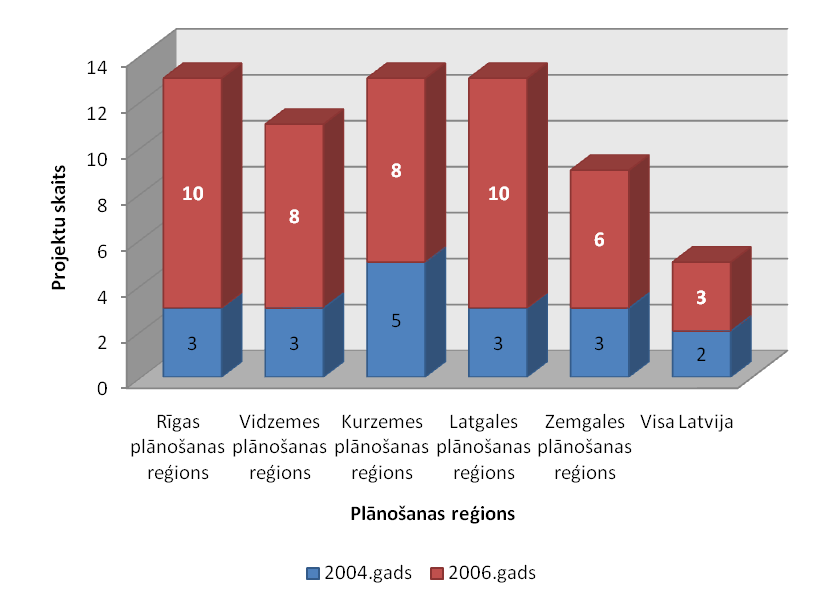 Projektu skaits
14
12
10
8
6
4
2
0
10
8
8
10
6
3
3
3
5
3
3
2
Rīgas plānošanas reģions
Vidzemes plānošanas reģions
Kurzemes plānošanas reģions
Latgales plānošanas reģions
Zemgales plānošanas reģions
Visa Latvija
Plānošanas reģions
2004.gads
2006.gads